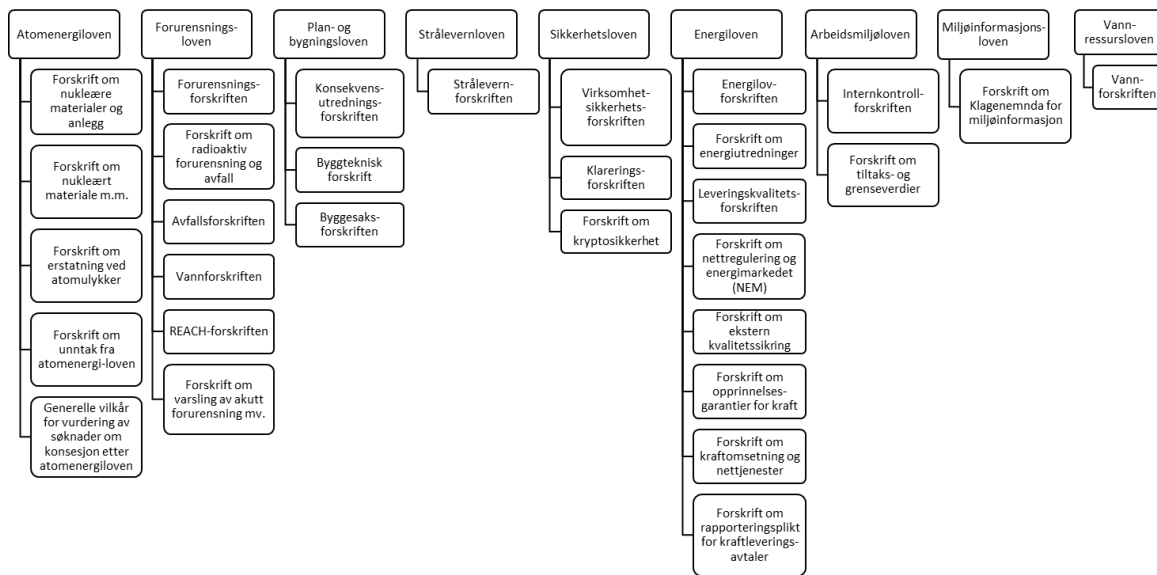 Atomenergiloven
Forskrift om
nukleære
materialer og
anlegg
Forskrift om
nukleært
materiale m.m.
Forskrift om
erstatning ved
atomulykker
Forskrift om
unntak fra
atomenergi-loven
Generelle vilkår
for vurdering av
søknader om
konsesjon etter
atomenergiloven
Forurensnings-
loven
Forurensnings-
forskriften
Forskrift om
radioaktiv
forurensning og
avfall
Avfallsforskriften
Vannforskriften
REACH-forskriften
Forskrift om
varsling av akutt
forurensning mv.
Plan- og
bygningsloven
Konsekvens-
utrednings-
forskriften
Byggteknisk
forskrift
Byggesaks-
forskriften
Strålevernloven
Strålevern-
forskriften
Sikkerhetsloven
Virksomhet-
sikkerhets-
forskriften
Klarerings-
forskriften
Forskrift om
kryptosikkerhet
Energiloven
Energilov-
forskriften
Forskrift om
energiutredninger
Leveringskvalitets-
forskriften
Forskrift om
nettregulering og
energimarkedet
(NEM)
Forskrift om
ekstern
kvalitetssikring
Forskrift om
opprinnelses-
garantier for kraft
Forskrift om
kraftomsetning og
nettjenester
Forskrift om
rapporteringsplikt
for kraftleverings-
avtaler
Arbeidsmiljøloven
Internkontroll-
forskriften
Forskrift om
tiltaks- og
grenseverdier
Miljøinformasjons-
loven
Forskrift om
Klagenemnda for
miljøinformasjon
Vann-
ressursloven
Vann-
forskriften